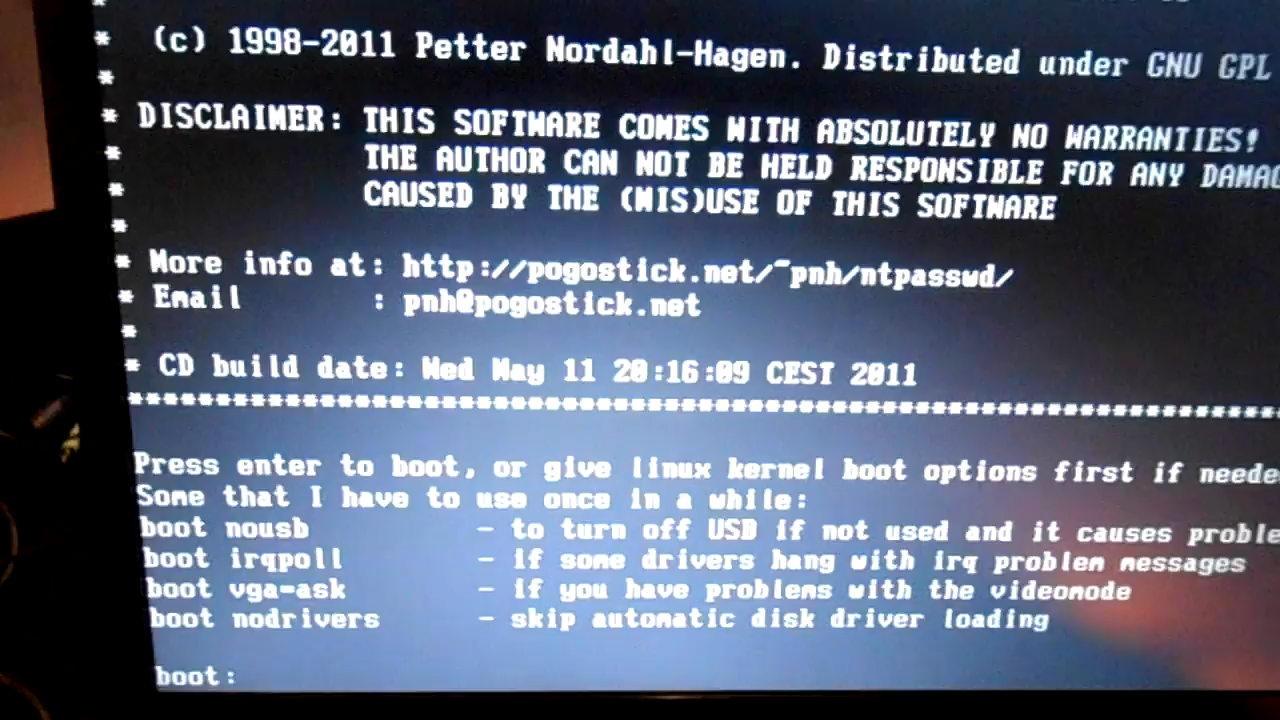 *
* (c) 1998-2011 Petter Nordahl-Hagen. Distributed under GNU GPL
*
* DISCLAIMER: THIS SOFTWARE COMES WITH ABSOLUTELY NO WARRANTIES!
* THE AUTHOR CAN NOT BE HELD RESPONSIBLE FOR ANY DAMAG
* CAUSED BY THE (MIS)USE OF THIS SOFTWARE
*
* More info at: http://pogostick.net/~pnh/ntpasswd/
* Email : pnh@pogostick.net
*
* CD build date: Wed May 11 20:16:09 CEST 2011
*****************************************************************
Press enter to boot, or give linux kernel boot options first if neede
Some that I have to use once in a while:
boot nousb - to turn off USB if not used and it causes proble
boot irqpoll - if some drivers hang with irq problem messages
boot vga=ask - if you have problems with the videomode
boot nodrivers - skip automatic disk driver loading
boot: